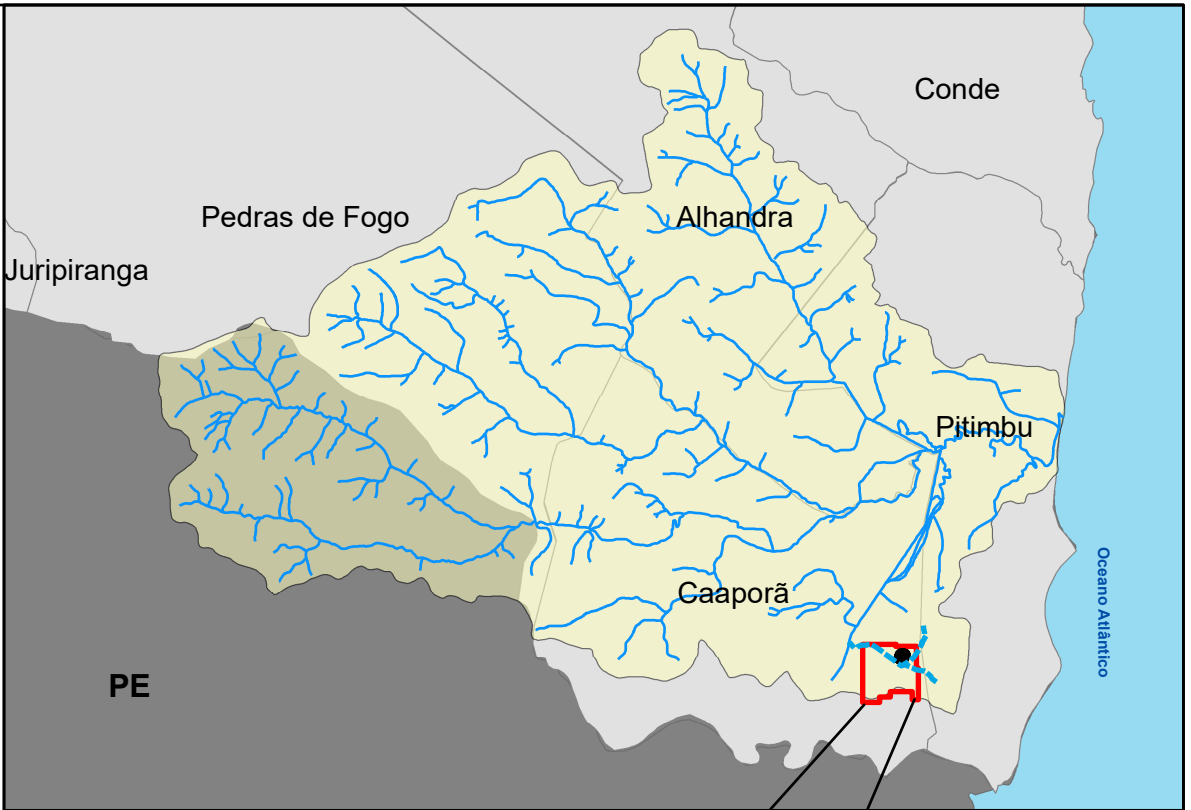 Conde
Pedras de Fogo
Alhandra
Juripiranga
Pitimbu
Caaporã
Oceano Atlântico
PE